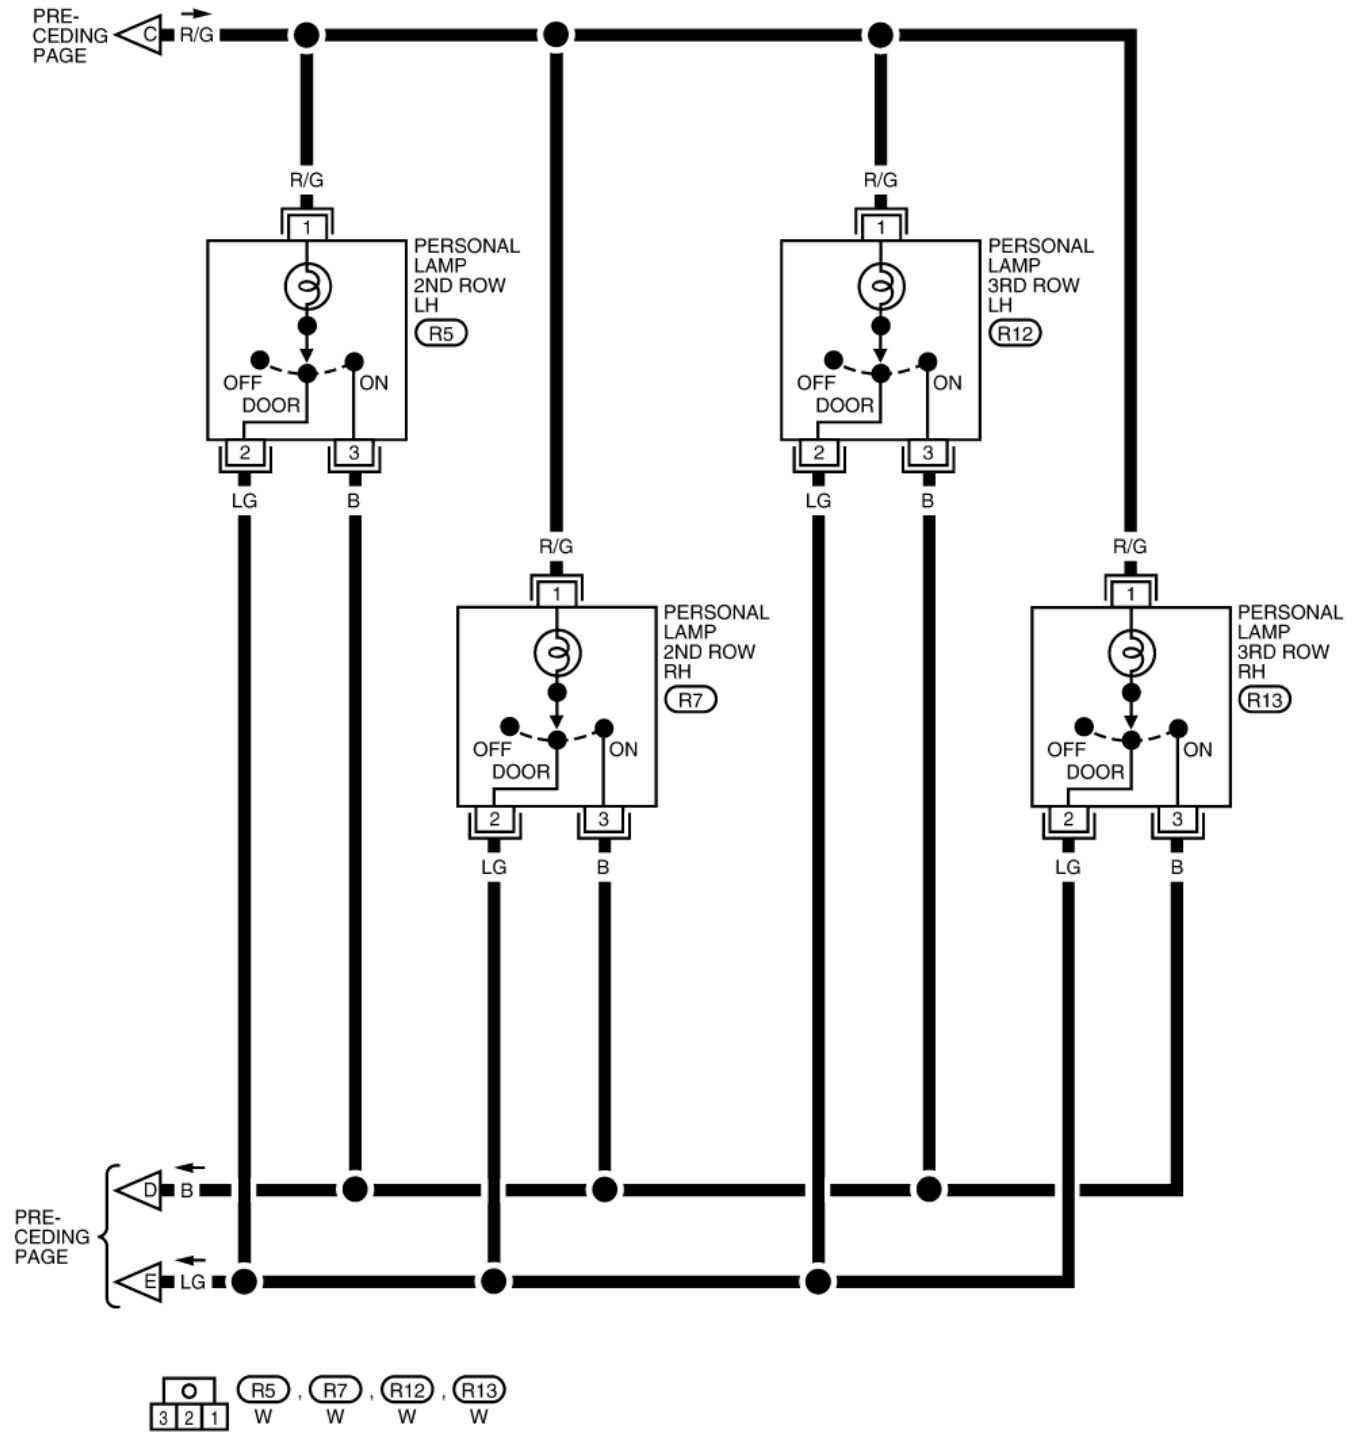 PRE-
CEDING
PAGE
C R/G
R/G
R/G
1
1
PERSONAL
LAMP
2ND ROW
LH
R5
PERSONAL
LAMP
3RD ROW
LH
R12
OFF
DOOR
ON
OFF
DOOR
ON
2
3
2
3
LG
B
LG
B
R/G
R/G
1
1
PERSONAL
LAMP
2ND ROW
RH
R7
PERSONAL
LAMP
3RD ROW
RH
R13
OFF
DOOR
ON
OFF
DOOR
ON
2
3
2
3
LG
B
LG
B
D B
PRE-
CEDING
PAGE
E LG
3 2 1
R5 , R7 , R12 , R13
W W W W